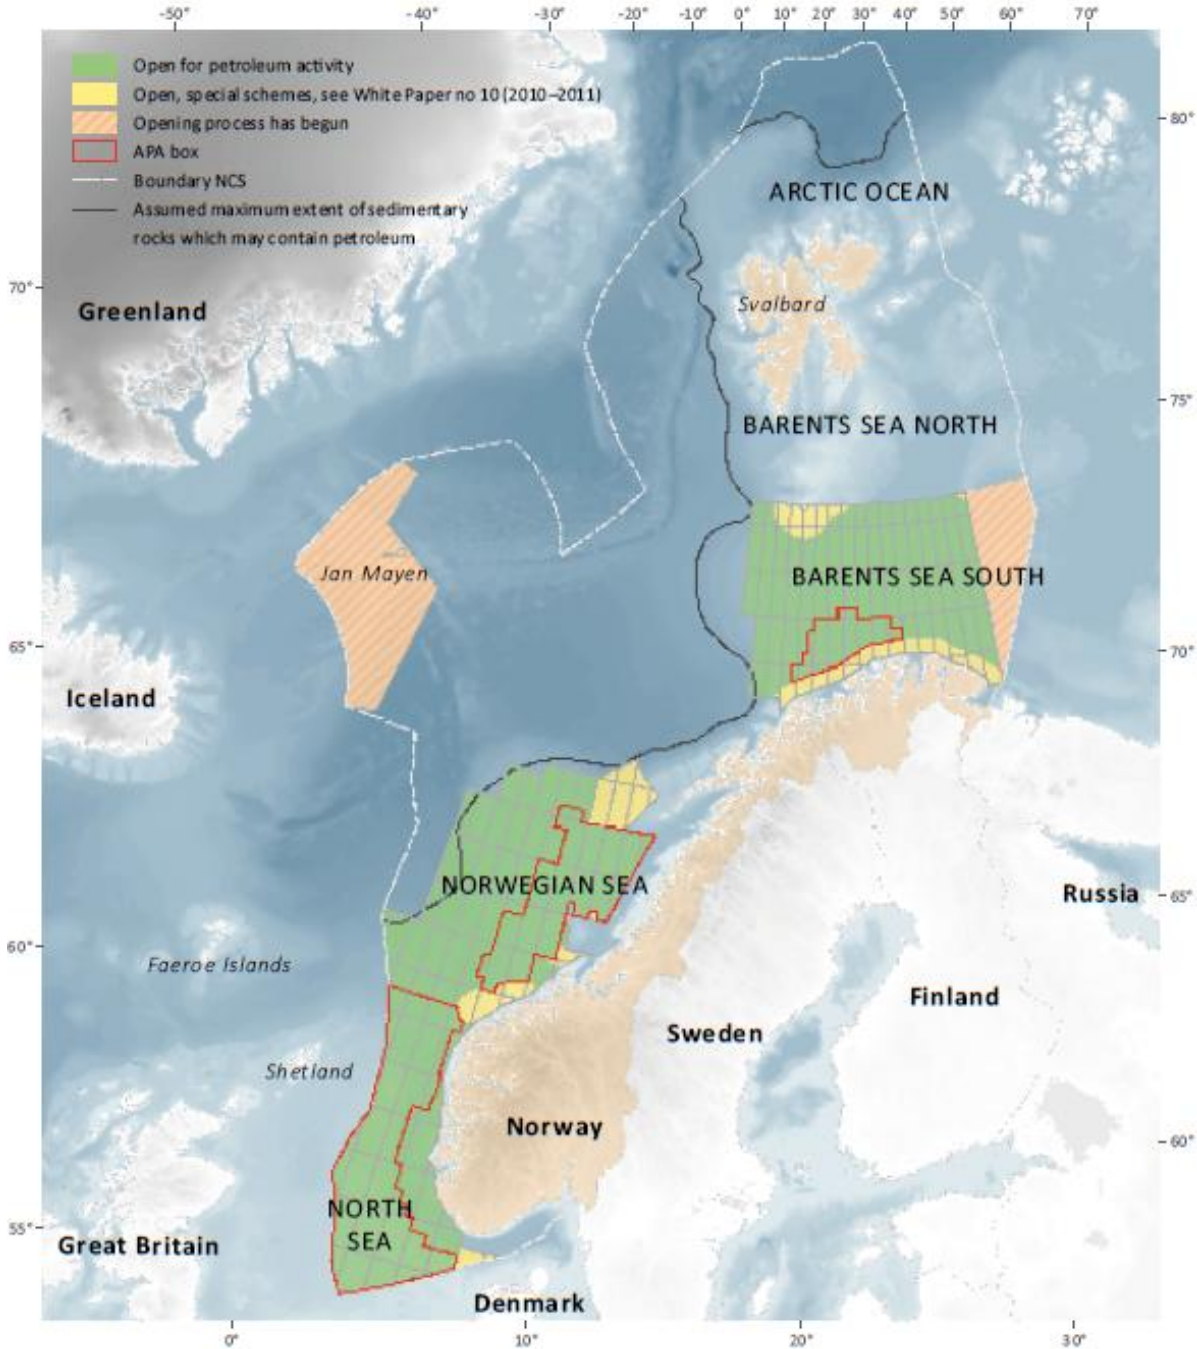 -50° -40° -30° -20° -10° 0° 10° 20° 30° 40° 50° 60° 70°
Open for petroleum activity
Open, special schemes, see White Paper no 10 (2010–2011)
Opening process has begun
APA box
Boundary NCS
Assumed maximum extent of sedimentary
rocks which may contain petroleum
80°
ARCTIC OCEAN
70°
Greenland
Svalbard
75°
BARENTS SEA NORTH
Jan Mayen
BARENTS SEA SOUTH
65°
70°
Iceland
NORWEGIAN SEA
Russia
65°
60°
Faeroe Islands
Finland
Sweden
Shetland
Norway
60°
NORTH
SEA
55°
Great Britain
Denmark
0° 10° 20° 30°